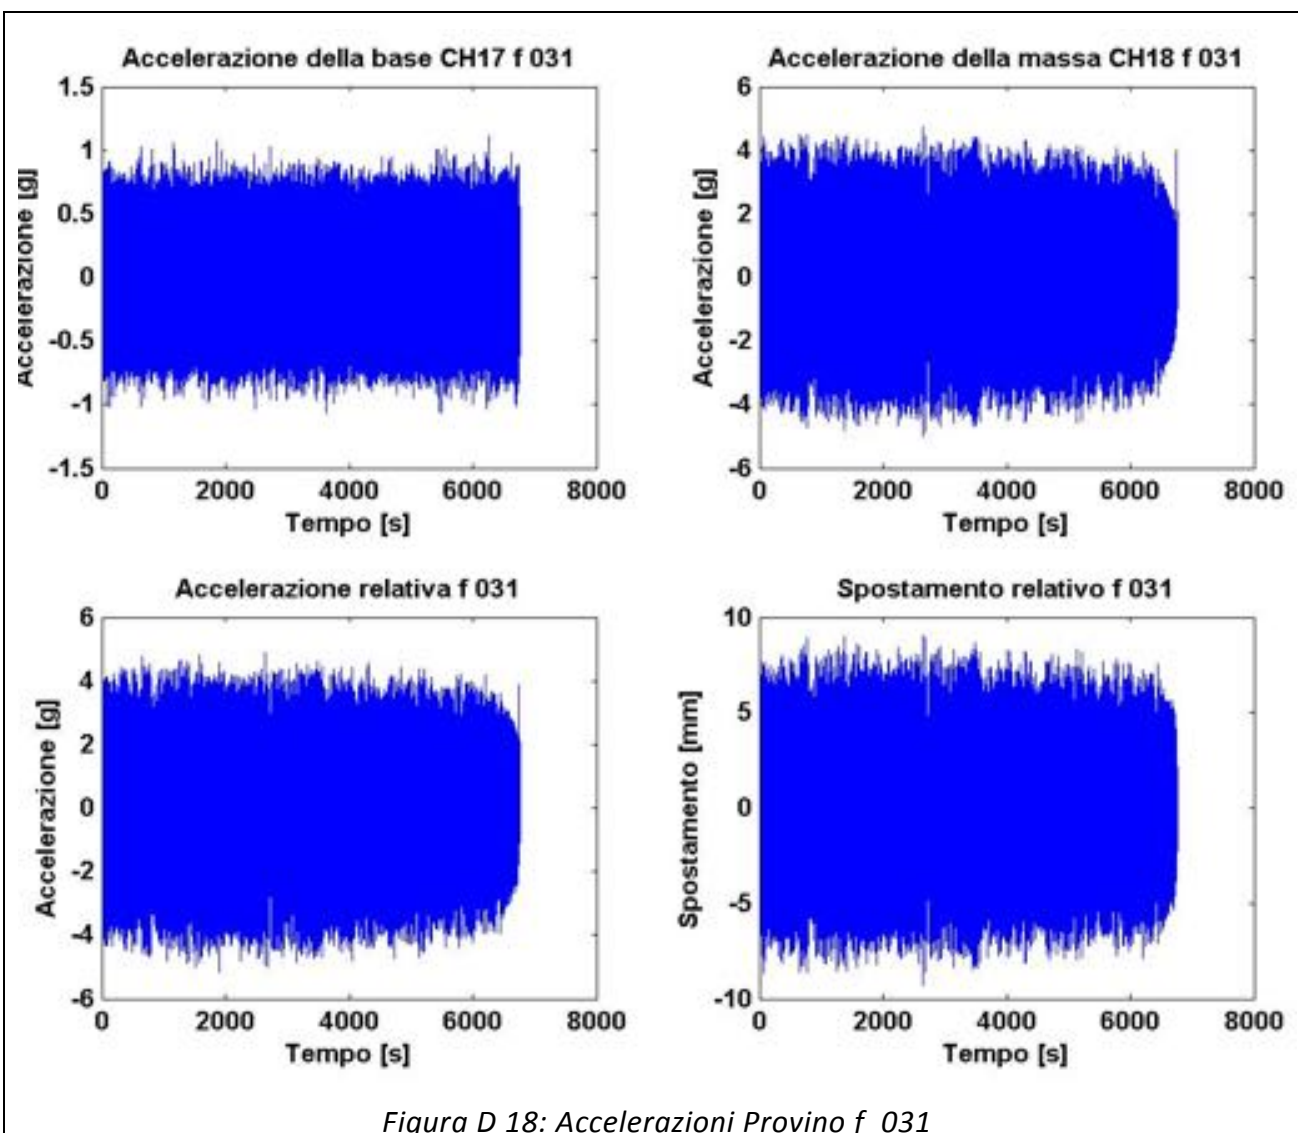 Accelerazione della base CH17 f 031
Accelerazione [g]
1.5
1
0.5
0
-0.5
-1
-1.5
0 2000 4000 6000 8000
Tempo [s]
Accelerazione della massa CH18 f 031
Accelerazione [g]
6
4
2
0
-2
-4
-6
0 2000 4000 6000 8000
Tempo [s]
Accelerazione relativa f 031
Accelerazione [g]
6
4
2
0
-2
-4
-6
0 2000 4000 6000 8000
Tempo [s]
Spostamento relativo f 031
Spostamento [mm]
10
5
0
-5
-10
0 2000 4000 6000 8000
Tempo [s]
Figura D 18: Accelerazioni Provino f_031